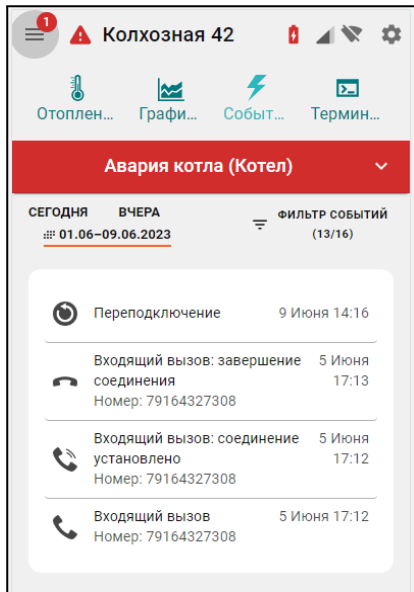 1
Колхозная 42
Отоплен... Графи... Событ... Термин...
Авария котла (Котел)
СЕГОДНЯ ВЧЕРА
01.06–09.06.2023
ФИЛЬТР СОБЫТИЙ
(13/16)
Переподключение 9 Июня 14:16
Входящий вызов: завершение 5 Июня
соединения 17:13
Номер: 79164327308
Входящий вызов: соединение 5 Июня
установлено 17:12
Номер: 79164327308
Входящий вызов 5 Июня 17:12
Номер: 79164327308